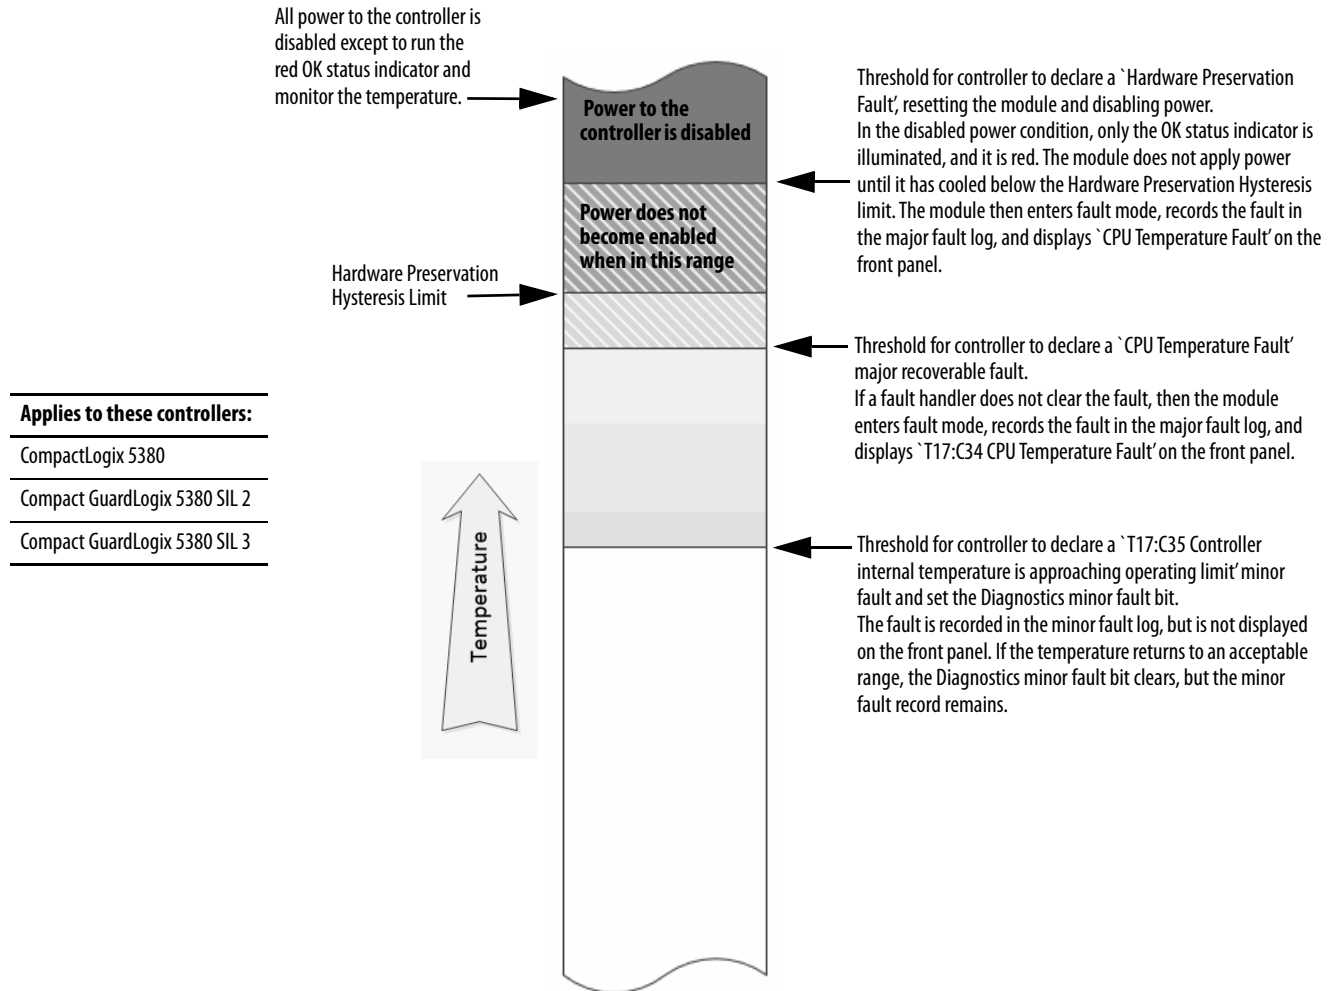 All power to the controller is
disabled except to run the
red OK status indicator and
monitor the temperature.
Power to the
controller is disabled
Threshold for controller to declare a `Hardware Preservation
Fault’, resetting the module and disabling power.
In the disabled power condition, only the OK status indicator is
illuminated, and it is red. The module does not apply power
until it has cooled below the Hardware Preservation Hysteresis
limit. The module then enters fault mode, records the fault in
the major fault log, and displays `CPU Temperature Fault’ on the
front panel.
Power does not
become enabled
when in this range
Hardware Preservation
Hysteresis Limit
Threshold for controller to declare a `CPU Temperature Fault’
major recoverable fault.
If a fault handler does not clear the fault, then the module
enters fault mode, records the fault in the major fault log, and
displays `T17:C34 CPU Temperature Fault’ on the front panel.
Applies to these controllers:
CompactLogix 5380
Compact GuardLogix 5380 SIL 2
Compact GuardLogix 5380 SIL 3
Temperature
Threshold for controller to declare a `T17:C35 Controller
internal temperature is approaching operating limit’ minor
fault and set the Diagnostics minor fault bit.
The fault is recorded in the minor fault log, but is not displayed
on the front panel. If the temperature returns to an acceptable
range, the Diagnostics minor fault bit clears, but the minor
fault record remains.